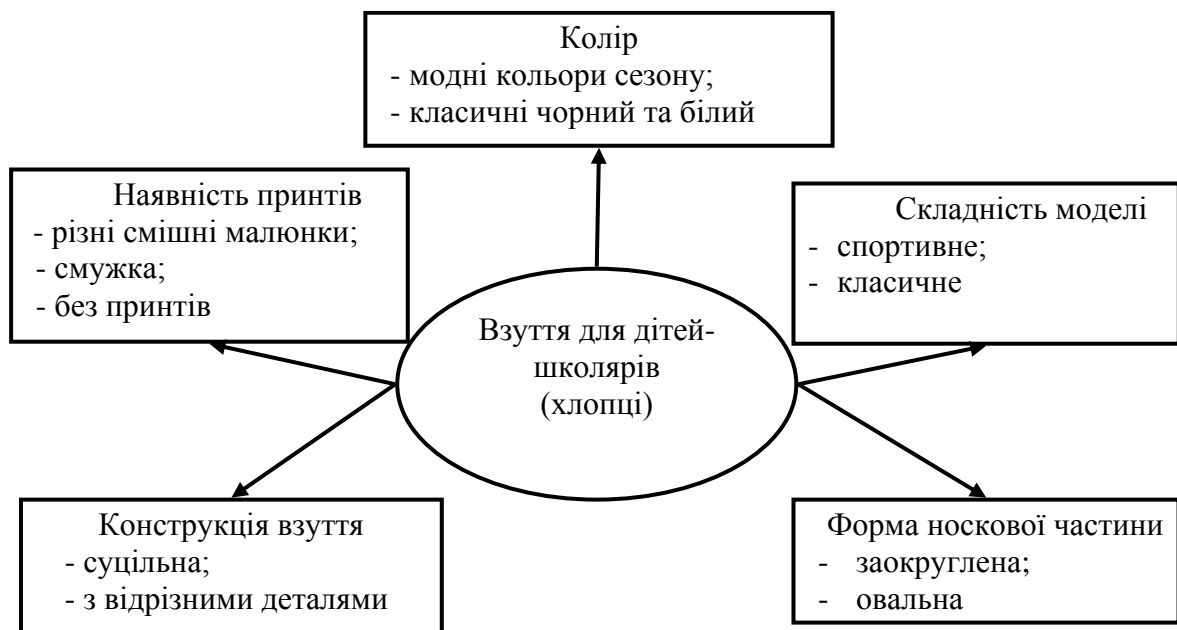 Колір
- модні кольори сезону;
- класичні чорний та білий
Наявність принтів
- різні смішні малюнки;
- смужка;
- без принтів
Складність моделі
- спортивне;
- класичне
Взуття для дітей-
школярів
(хлопці)
Конструкція взуття
- суцільна;
- з відрізними деталями
Форма носкової частини
- заокруглена;
- овальна